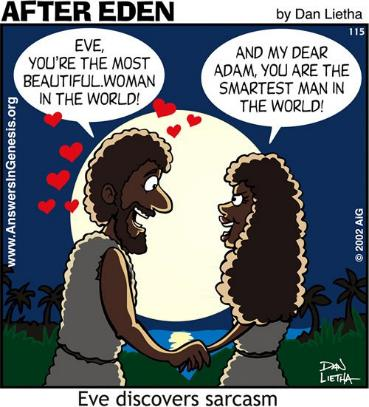 AFTER EDEN
by Dan Lietha
115
EVE,
YOU'RE THE MOST
BEAUTIFUL.WOMAN
IN THE WORLD!
AND MY DEAR
ADAM, YOU ARE THE
SMARTEST MAN IN
THE WORLD!
www.AnswersInGenesis.org
© 2002 AiG
DAN
LIETHA
Eve discovers sarcasm